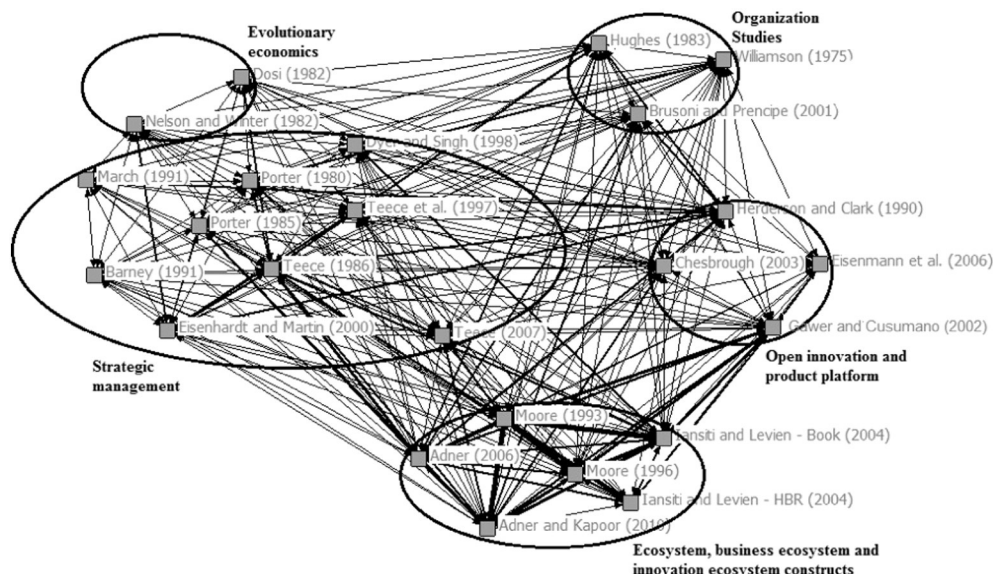 Evolutionary
economics
Organization
Studies
Hughes (1983)
Williamson (1975)
Dosi (1982)
Brusoni and Prencipe (2001)
Nelson and Winter (1982)
Dyer and Singh (1998)
March (1991)
Porter (1980)
Teece et al. (1997)
Herderson and Clark (1990)
Porter (1985)
Chesbrough (2003)
Eisenmann et al. (2006)
Barney (1991)
Teece (1986)
Eisenhardt and Martin (2000)
Teece (2007)
Gawer and Cusumano (2002)
Strategic
management
Open innovation and
product platform
Moore (1993)
Iansiti and Levien - Book (2004)
Adner (2006)
Moore (1996)
Iansiti and Levien - HBR (2004)
Adner and Kapoor (2010)
Ecosystem, business ecosystem and
innovation ecosystem constructs